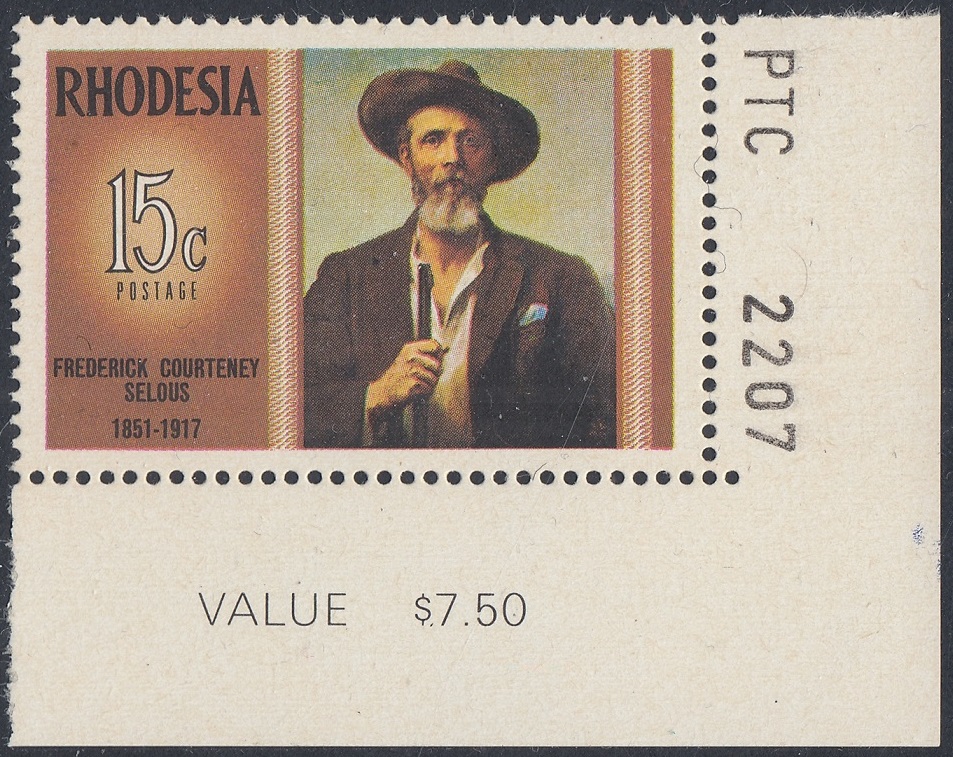 RHODESIA
15c
POSTAGE
FREDERICK COURTENEY
SELOUS
1851-1917
PTC 2207
VALUE $7.50